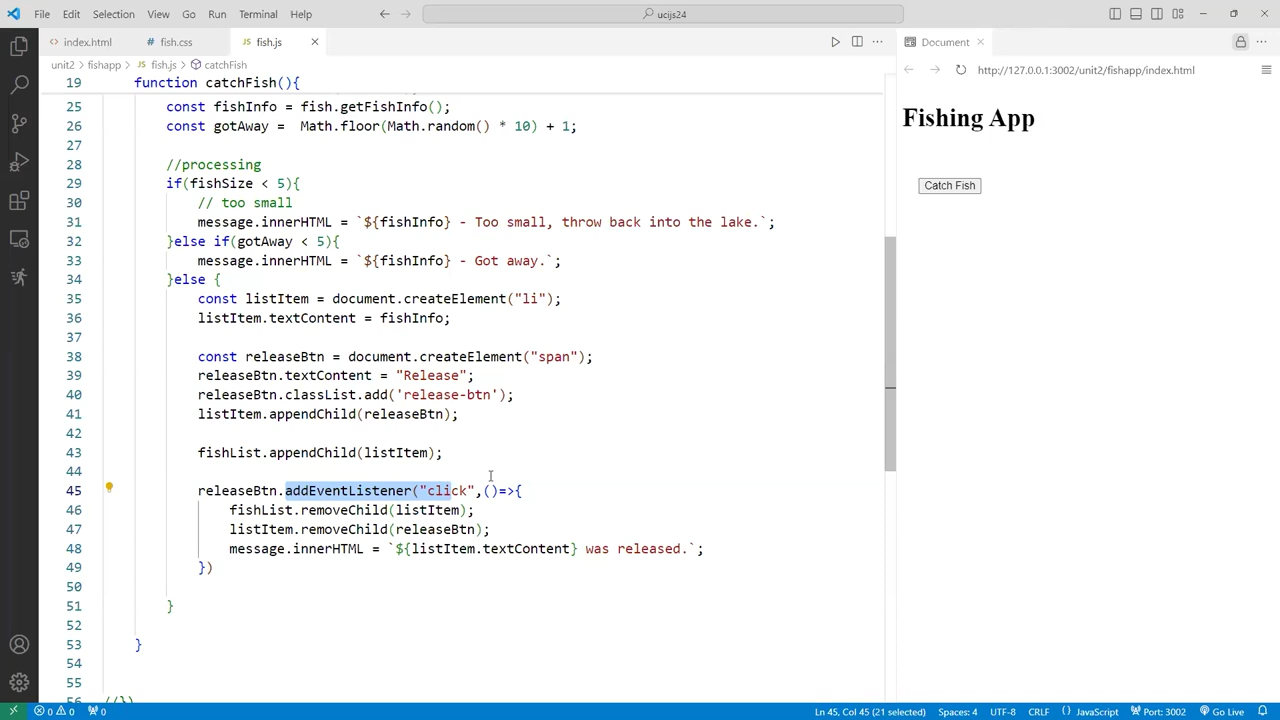 File Edit Selection View Go Run Terminal Help
ucijs24
index.html fish.css JS fish.js
Document
unit2 > fishapp > JS fish.js > catchFish
http://127.0.0.1:3002/unit2/fishapp/index.html
19 function catchFish(){
25 const fishInfo = fish.getFishInfo();
26 const gotAway =  Math.floor(Math.random() * 10) + 1;
27
28 //processing
29 if(fishSize < 5){
30 // too small
31 message.innerHTML = `${fishInfo} - Too small, throw back into the lake.`;
32 }else if(gotAway < 5){
33 message.innerHTML = `${fishInfo} - Got away.`;
34 }else {
35 const listItem = document.createElement("li");
36 listItem.textContent = fishInfo;
37
38 const releaseBtn = document.createElement("span");
39 releaseBtn.textContent = "Release";
40 releaseBtn.classList.add('release-btn');
41 listItem.appendChild(releaseBtn);
42
43 fishList.appendChild(listItem);
44
45 releaseBtn.addEventListener("click",()=>{
46 fishList.removeChild(listItem);
47 listItem.removeChild(releaseBtn);
48 message.innerHTML = `${listItem.textContent} was released.`;
49 })
50
51 }
52
53 }
54
55
56 //})
Fishing App
Catch Fish
0 0 0
Ln 45, Col 45 (21 selected) Spaces: 4 UTF-8 CRLF {} JavaScript Port: 3002 Go Live